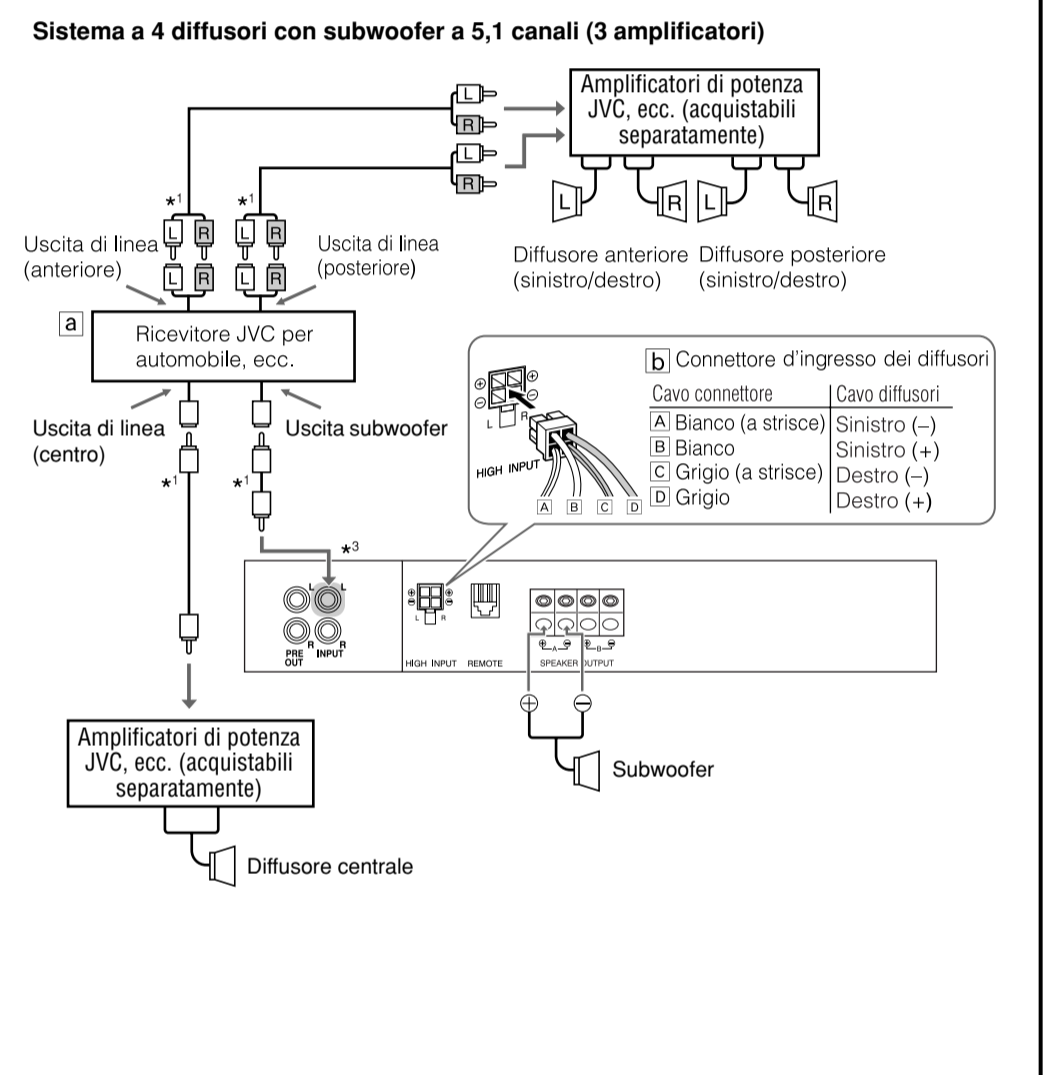 Sistema a 4 diffusori con subwoofer a 5,1 canali (3 amplificatori)
L
R
L
R
Amplificatori di potenza
JVC, ecc. (acquistabili
separatamente)
L
R
L
R
Diffusore anteriore
(sinistro/destro)
Diffusore posteriore
(sinistro/destro)
*1
*1
L
R
L
R
Uscita di linea
(anteriore)
Uscita di linea
(posteriore)
L
R
L
R
a
Ricevitore JVC per
automobile, ecc.
Uscita di linea
(centro)
Uscita subwoofer
*1
*1
*3
⊕
⊖
⊕
⊖
L
R
HIGH INPUT
A
B
C
D
b Connettore d'ingresso dei diffusori
Cavo connettore Cavo diffusori
A Bianco (a strisce) Sinistro (–)
B Bianco Sinistro (+)
C Grigio (a strisce) Destro (–)
D Grigio Destro (+)
L
L
R
R
PRE
OUT
INPUT
⊕
⊖
⊕
⊖
L
R
HIGH INPUT
REMOTE
⊕ A ⊖
⊕ B ⊖
SPEAKER OUTPUT
⊕
⊖
Subwoofer
Amplificatori di potenza
JVC, ecc. (acquistabili
separatamente)
Diffusore centrale